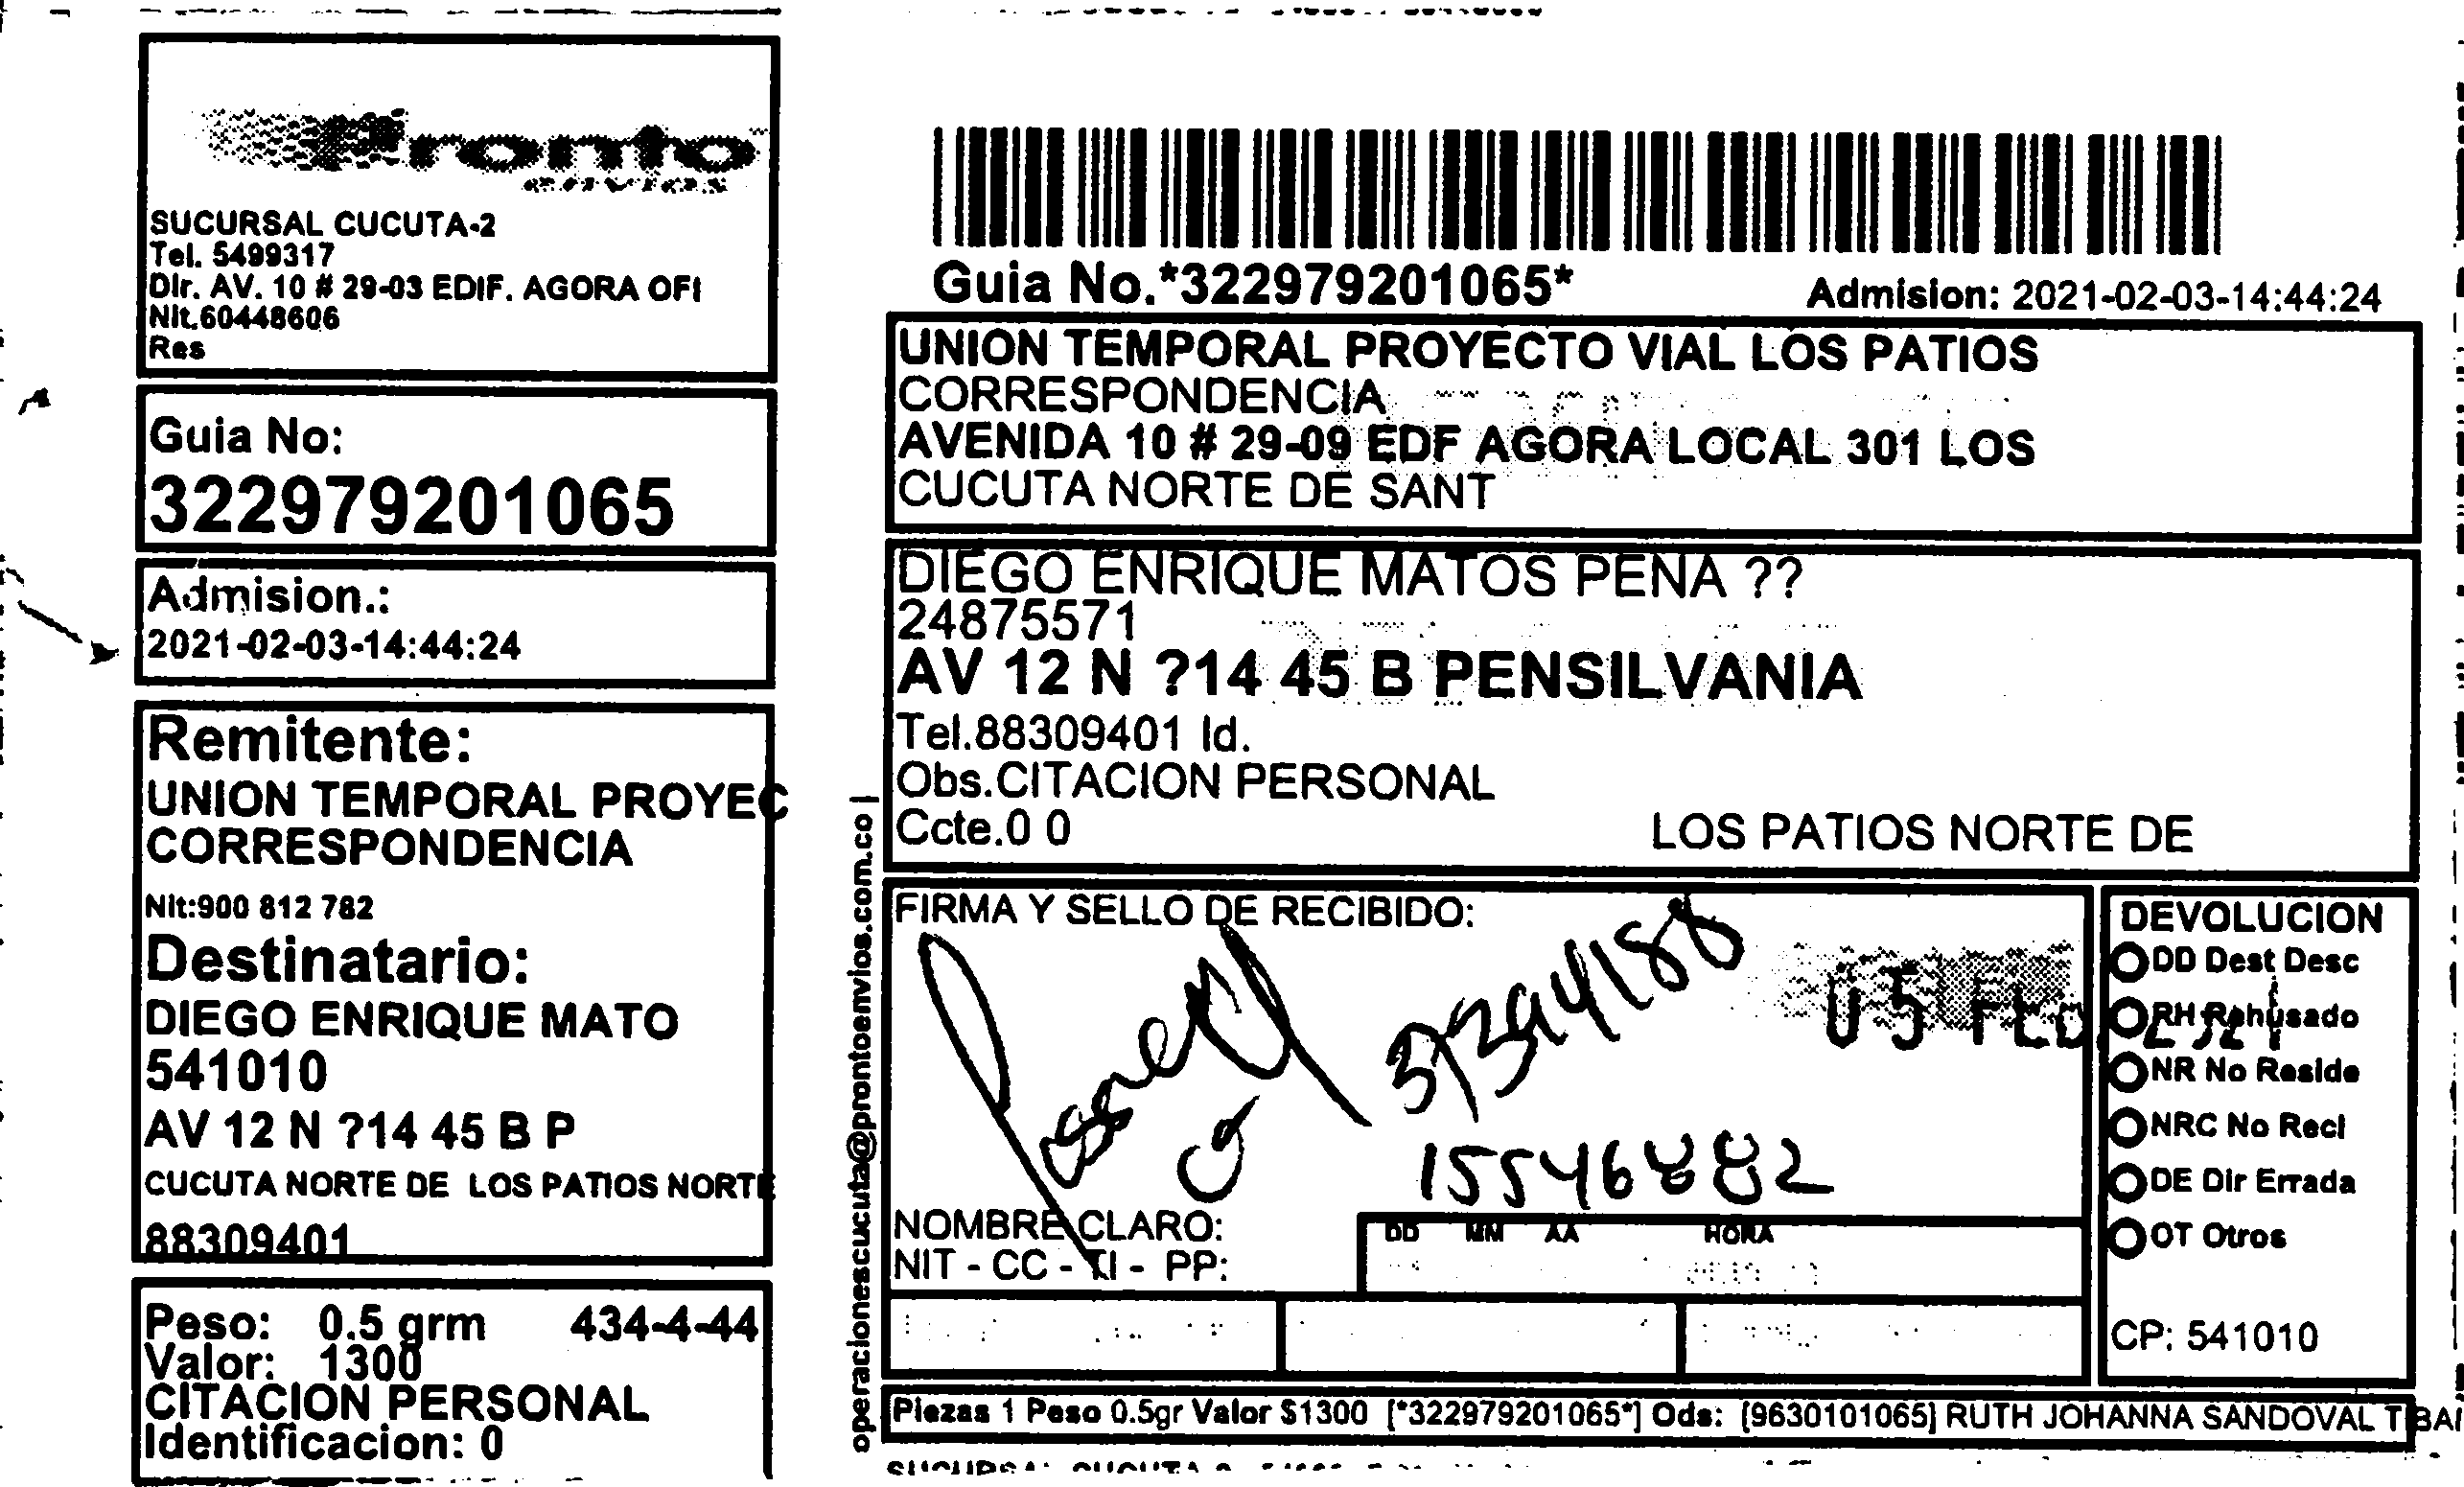 Pronto
envios
SUCURSAL CUCUTA-2
Tel. 5499317
Dir. AV. 10 # 29-03 EDIF. AGORA OFI
Nit.60448606
Res
Guia No:
322979201065
Admision.:
2021-02-03-14:44:24
Remitente:
UNION TEMPORAL PROYEC
CORRESPONDENCIA
Nit:900 812 782
Destinatario:
DIEGO ENRIQUE MATO
541010
AV 12 N ?14 45 B P
CUCUTA NORTE DE LOS PATIOS NORTE
88309401
Peso: 0.5 grm 434-4-44
Valor: 1300
CITACION PERSONAL
Identificacion: 0
operacionescucuta@prontoenvios.com.co |
Guia No.*322979201065*
Admision: 2021-02-03-14:44:24
UNION TEMPORAL PROYECTO VIAL LOS PATIOS
CORRESPONDENCIA
AVENIDA 10 # 29-09 EDF AGORA LOCAL 301 LOS
CUCUTA NORTE DE SANT
DIEGO ENRIQUE MATOS PENA ??
24875571
AV 12 N ?14 45 B PENSILVANIA
Tel.88309401 Id.
Obs.CITACION PERSONAL
Ccte.0 0 LOS PATIOS NORTE DE
FIRMA Y SELLO DE RECIBIDO:
15546882
NOMBRE CLARO:
NIT - CC - TI - PP:
DD MM AA HORA
DEVOLUCION
DD Dest Desc
RH Rehusado
NR No Reside
NRC No Recl
DE Dir Errada
OT Otros
CP: 541010
Piezas 1 Peso 0.5gr Valor $1300 [*322979201065*] Ods: [9630101065] RUTH JOHANNA SANDOVAL TIBA